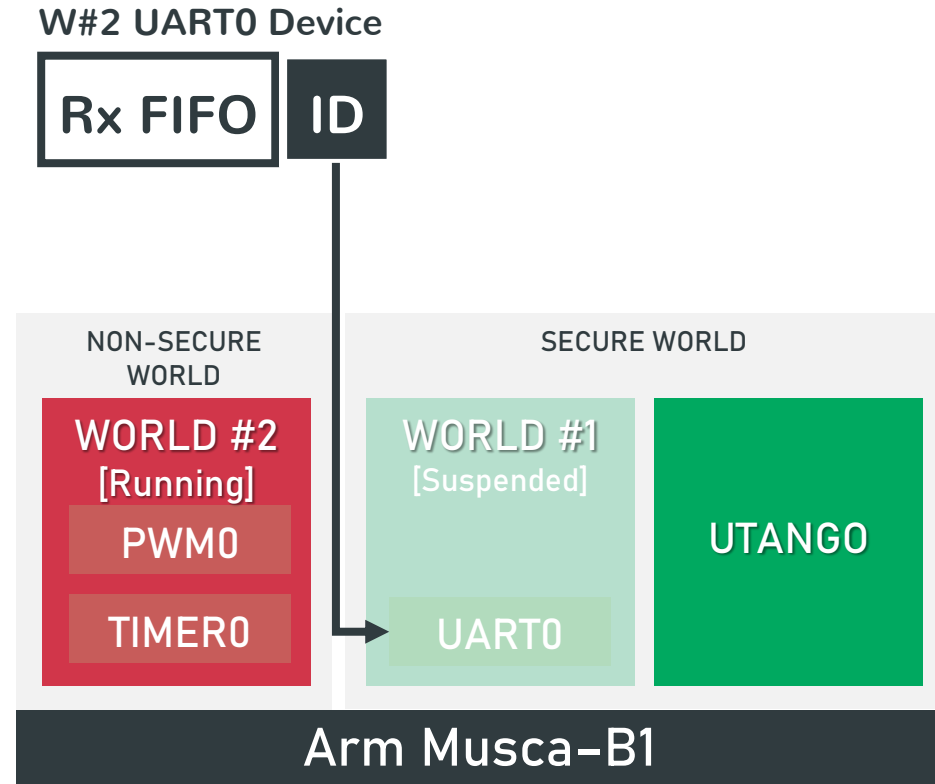 W#2 UART0 Device
Rx FIFO
ID
NON-SECURE
WORLD
SECURE WORLD
WORLD #2
[Running]
PWM0
TIMER0
WORLD #1
[Suspended]
UART0
UTANGO
Arm Musca-B1